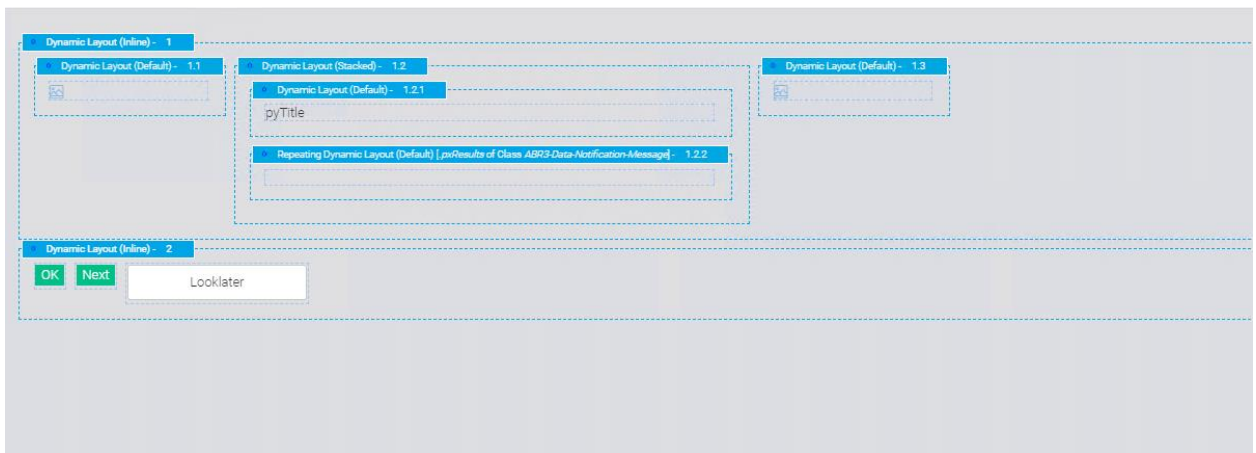 Dynamic Layout (Inline) - 1
Dynamic Layout (Default) - 1.1
Dynamic Layout (Stacked) - 1.2
Dynamic Layout (Default) - 1.3
Dynamic Layout (Default) - 1.2.1
pyTitle
Repeating Dynamic Layout (Default) [.pxResults of Class ABR3-Data-Notification-Message] - 1.2.2
Dynamic Layout (Inline) - 2
OK Next Looklater